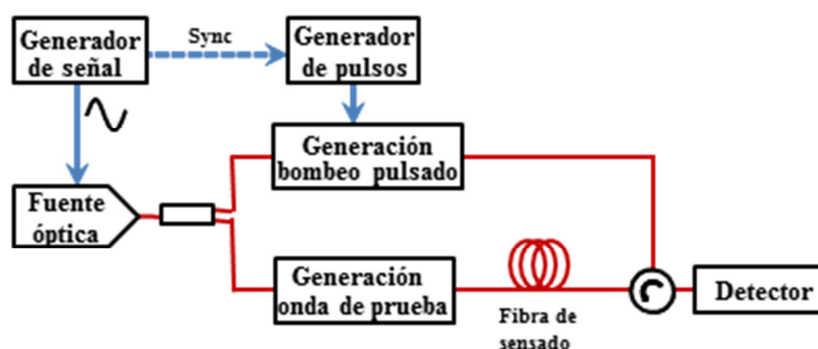 Generador
de señal
Sync
Generador
de pulsos
Generación
bombeo pulsado
Fuente
óptica
Generación
onda de prueba
Fibra de
sensado
Detector